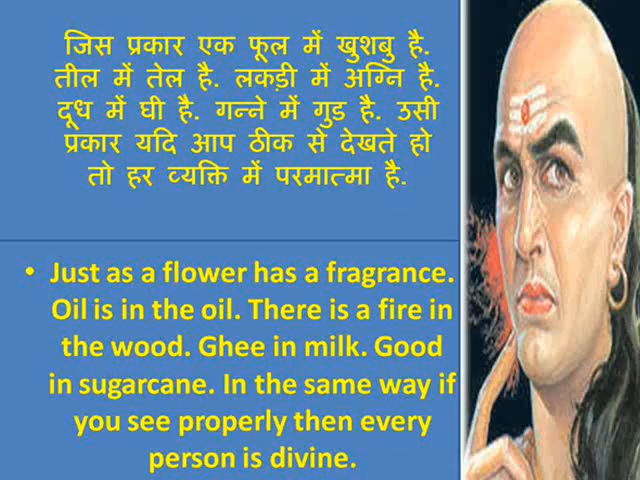 जिस प्रकार एक फूल में खुशबु है.
तील में तेल है. लकड़ी में अग्नि है.
दूध में घी है. गन्ने में गुड है. उसी
प्रकार यदि आप ठीक से देखते हो
तो हर व्यक्ति में परमात्मा है.
• Just as a flower has a fragrance.
Oil is in the oil. There is a fire in
the wood. Ghee in milk. Good
in sugarcane. In the same way if
you see properly then every
person is divine.